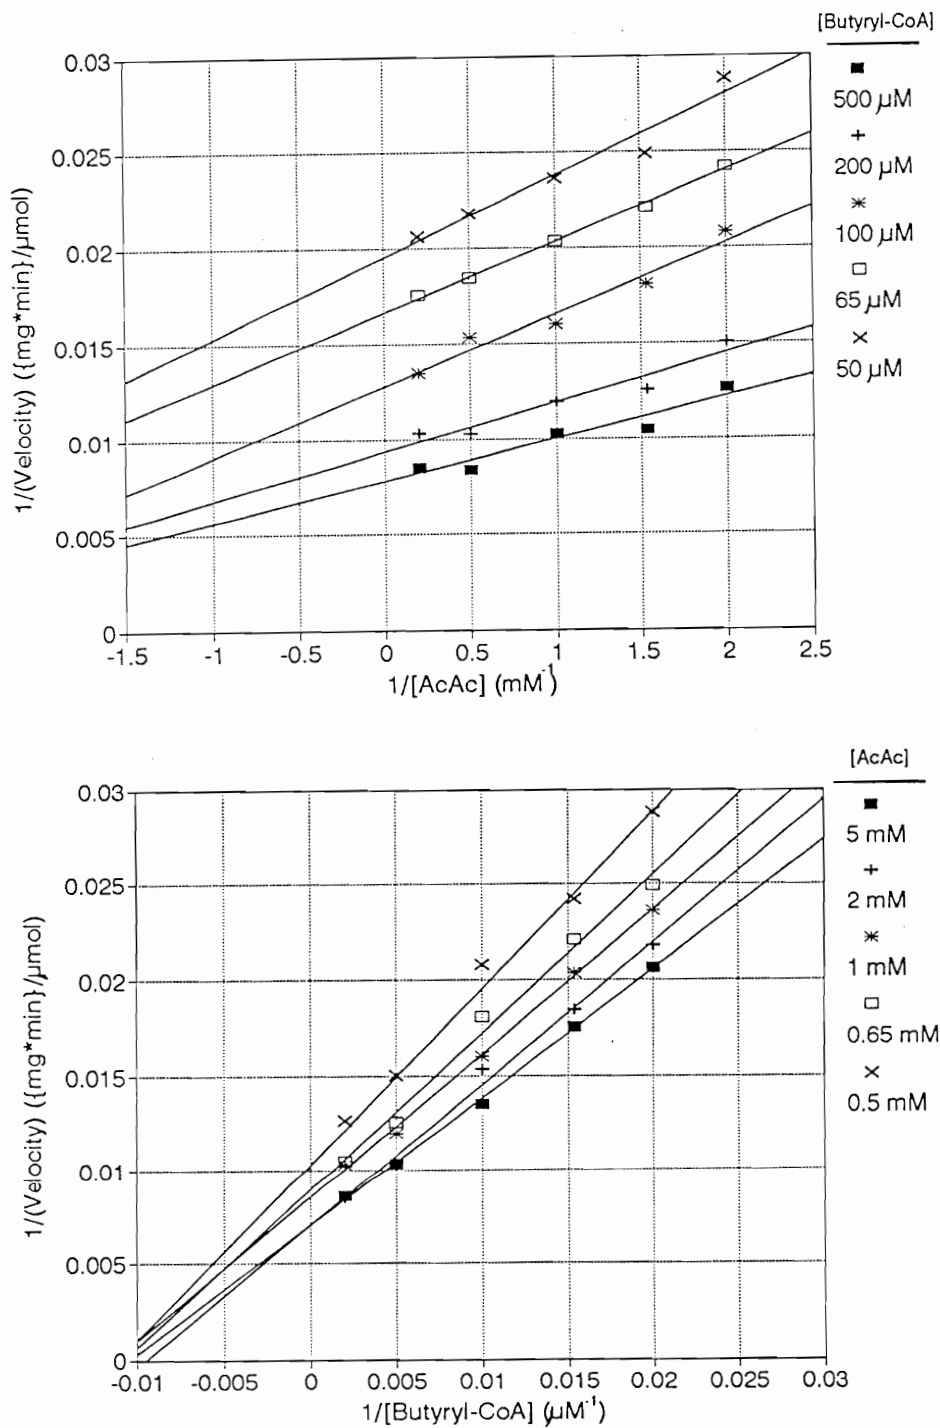 [Butyryl-CoA]
500 µM
200 µM
100 µM
65 µM
50 µM
0.03
0.025
0.02
0.015
0.01
0.005
0
1/(Velocity) ({mg*min}/µmol)
-1.5 -1 -0.5 0 0.5 1 1.5 2 2.5
1/[AcAc] (mM⁻¹)
[AcAc]
5 mM
2 mM
1 mM
0.65 mM
0.5 mM
0.03
0.025
0.02
0.015
0.01
0.005
0
1/(Velocity) ({mg*min}/µmol)
-0.01 -0.005 0 0.005 0.01 0.015 0.02 0.025 0.03
1/[Butyryl-CoA] (µM⁻¹)